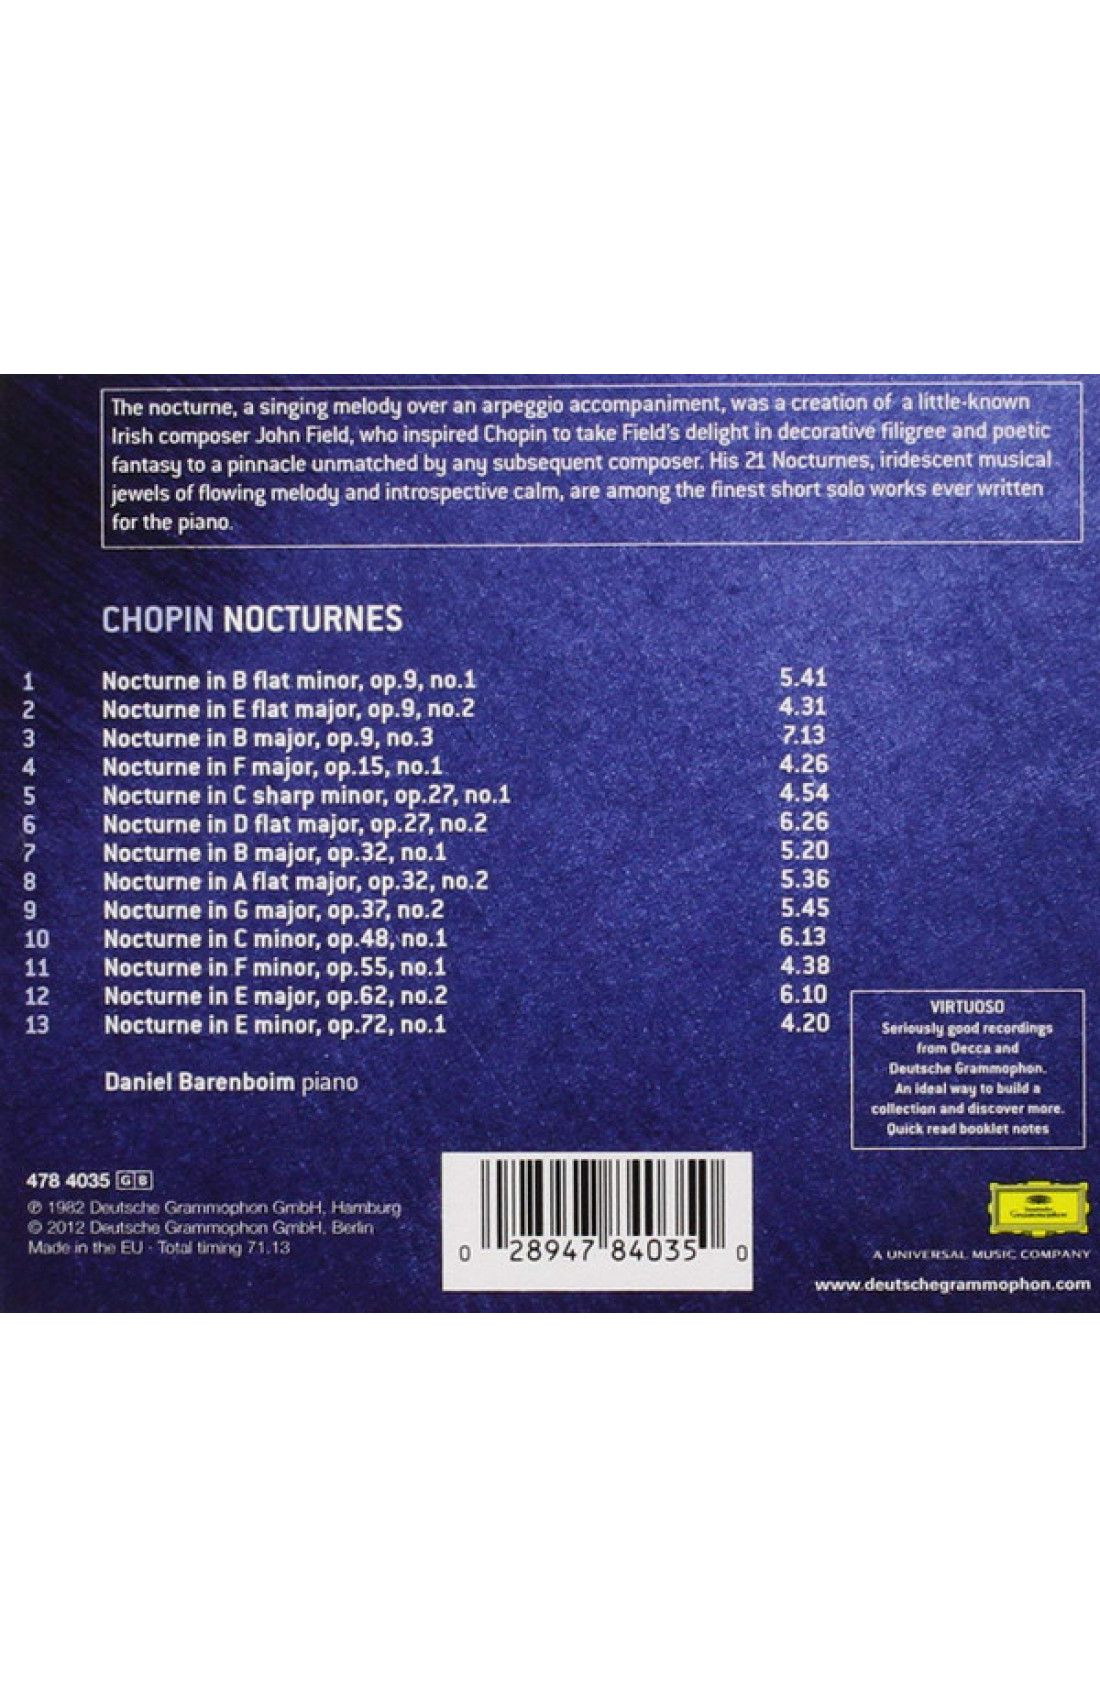 The nocturne, a singing melody over an arpeggio accompaniment, was a creation of a little-known
Irish composer John Field, who inspired Chopin to take Field's delight in decorative filigree and poetic
fantasy to a pinnacle unmatched by any subsequent composer. His 21 Nocturnes, iridescent musical
jewels of flowing melody and introspective calm, are among the finest short solo works ever written
for the piano.
CHOPIN NOCTURNES
1 Nocturne in B flat minor, op.9, no.1 5.41
2 Nocturne in E flat major, op.9, no.2 4.31
3 Nocturne in B major, op.9, no.3 7.13
4 Nocturne in F major, op.15, no.1 4.26
5 Nocturne in C sharp minor, op.27, no.1 4.54
6 Nocturne in D flat major, op.27, no.2 6.26
7 Nocturne in B major, op.32, no.1 5.20
8 Nocturne in A flat major, op.32, no.2 5.36
9 Nocturne in G major, op.37, no.2 5.45
10 Nocturne in C minor, op.48, no.1 6.13
11 Nocturne in F minor, op.55, no.1 4.38
12 Nocturne in E major, op.62, no.2 6.10
13 Nocturne in E minor, op.72, no.1 4.20
Daniel Barenboim piano
VIRTUOSO
Seriously good recordings
from Decca and
Deutsche Grammophon.
An ideal way to build a
collection and discover more.
Quick read booklet notes
478 4035 GB
℗ 1982 Deutsche Grammophon GmbH, Hamburg
© 2012 Deutsche Grammophon GmbH, Berlin
Made in the EU · Total timing 71.13
0 28947 84035 0
Deutsche
Grammophon
A UNIVERSAL MUSIC COMPANY
www.deutschegrammophon.com